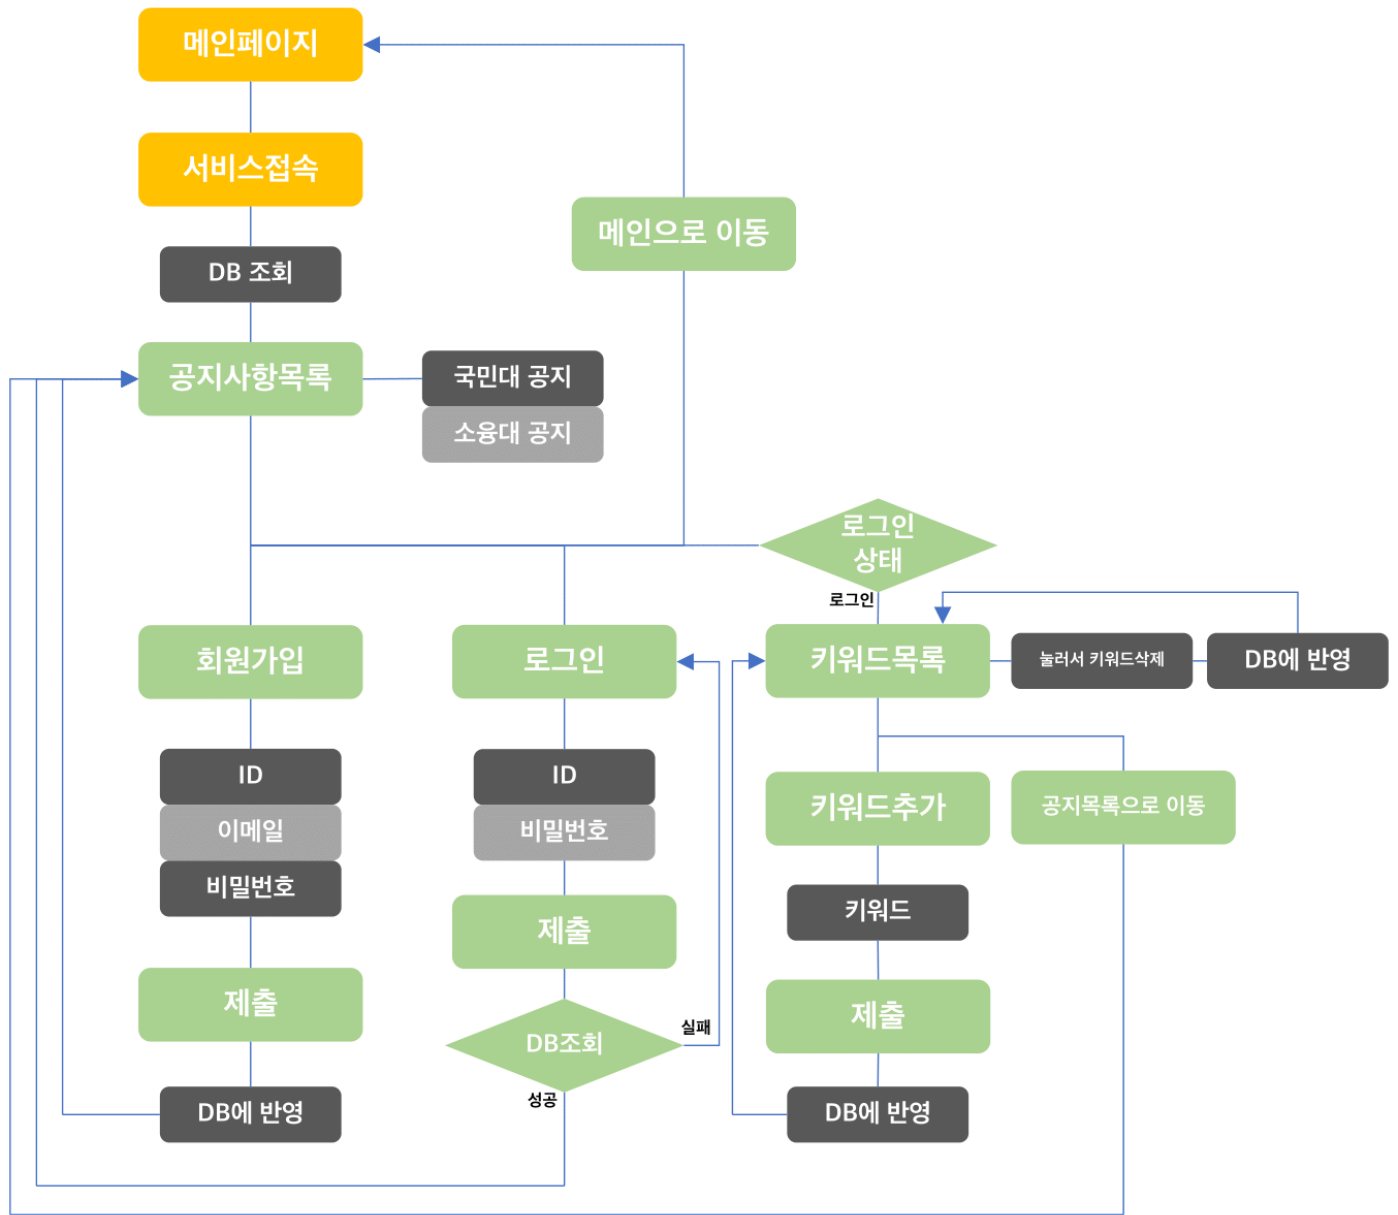 메인페이지
서비스접속
메인으로 이동
DB 조회
공지사항목록
국민대 공지
소융대 공지
로그인
상태
로그인
회원가입
로그인
키워드목록
눌러서 키워드삭제
DB에 반영
ID
이메일
비밀번호
ID
비밀번호
키워드추가
공지목록으로 이동
키워드
제출
제출
제출
DB조회
실패
성공
DB에 반영
DB에 반영